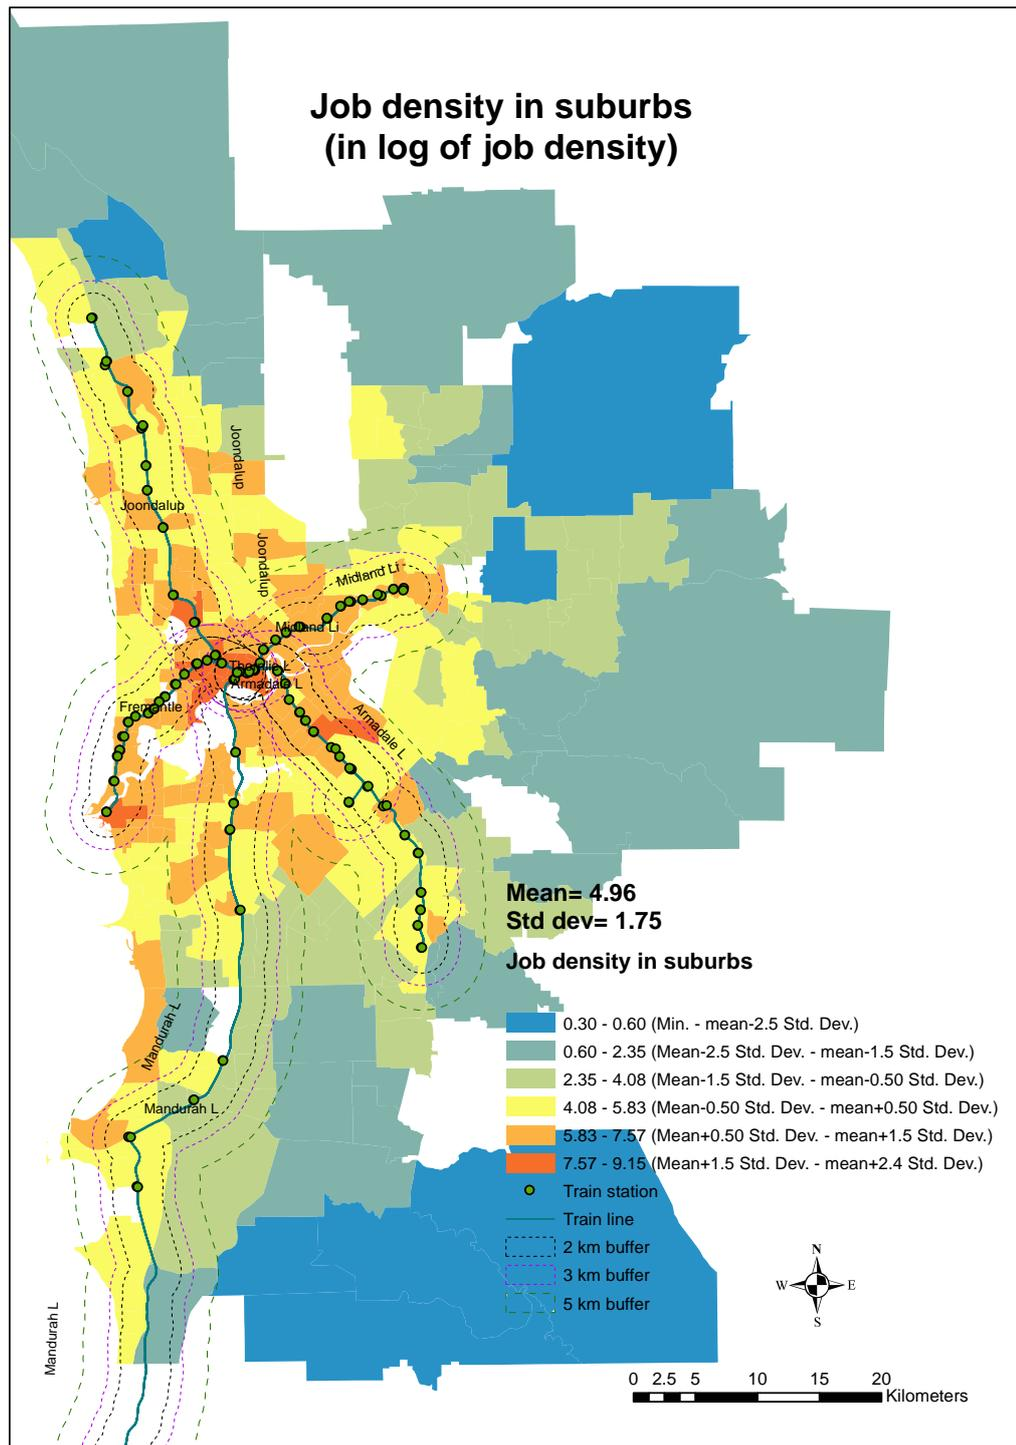 Job density in suburbs
(in log of job density)
Joondalup
Joondalup
Joondalup
Midland Li
Midland Li
Thornlie L
Armadale L
Fremantle
Armadale L
Mean= 4.96
Std dev= 1.75
Job density in suburbs
0.30 - 0.60 (Min. - mean-2.5 Std. Dev.)
0.60 - 2.35 (Mean-2.5 Std. Dev. - mean-1.5 Std. Dev.)
2.35 - 4.08 (Mean-1.5 Std. Dev. - mean-0.50 Std. Dev.)
4.08 - 5.83 (Mean-0.50 Std. Dev. - mean+0.50 Std. Dev.)
5.83 - 7.57 (Mean+0.50 Std. Dev. - mean+1.5 Std. Dev.)
7.57 - 9.15 (Mean+1.5 Std. Dev. - mean+2.4 Std. Dev.)
Train station
Train line
2 km buffer
3 km buffer
5 km buffer
Mandurah L
Mandurah L
Mandurah L
N
W E
S
0 2.5 5 10 15 20
Kilometers